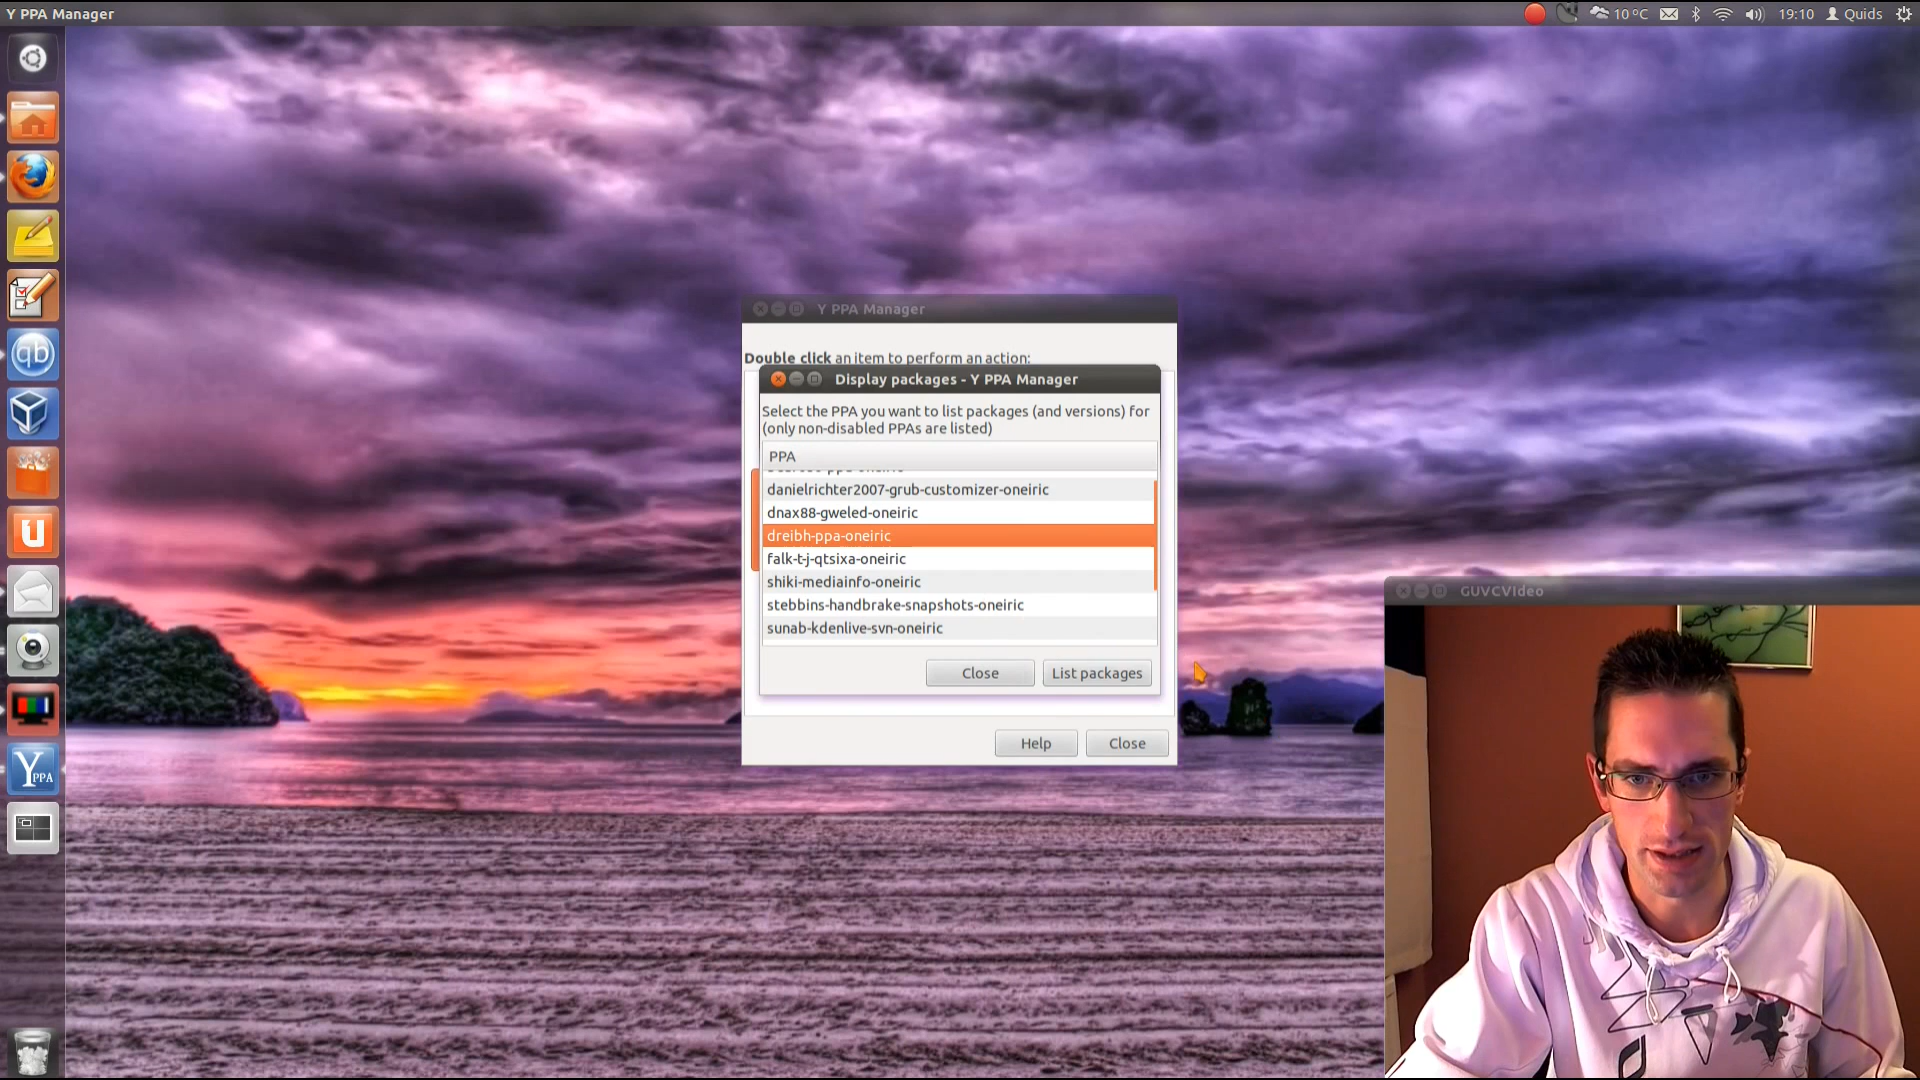 Y PPA Manager
10 °C
19:10
Quids
Y PPA Manager
Double click an item to perform an action:
Display packages - Y PPA Manager
Select the PPA you want to list packages (and versions) for
(only non-disabled PPAs are listed)
PPA
danielrichter2007-grub-customizer-oneiric
dnax88-gweled-oneiric
dreibh-ppa-oneiric
falk-t-j-qtsixa-oneiric
shiki-mediainfo-oneiric
stebbins-handbrake-snapshots-oneiric
sunab-kdenlive-svn-oneiric
Close
List packages
Help
Close
GUVCVIdeo
qb
U
Y PPA